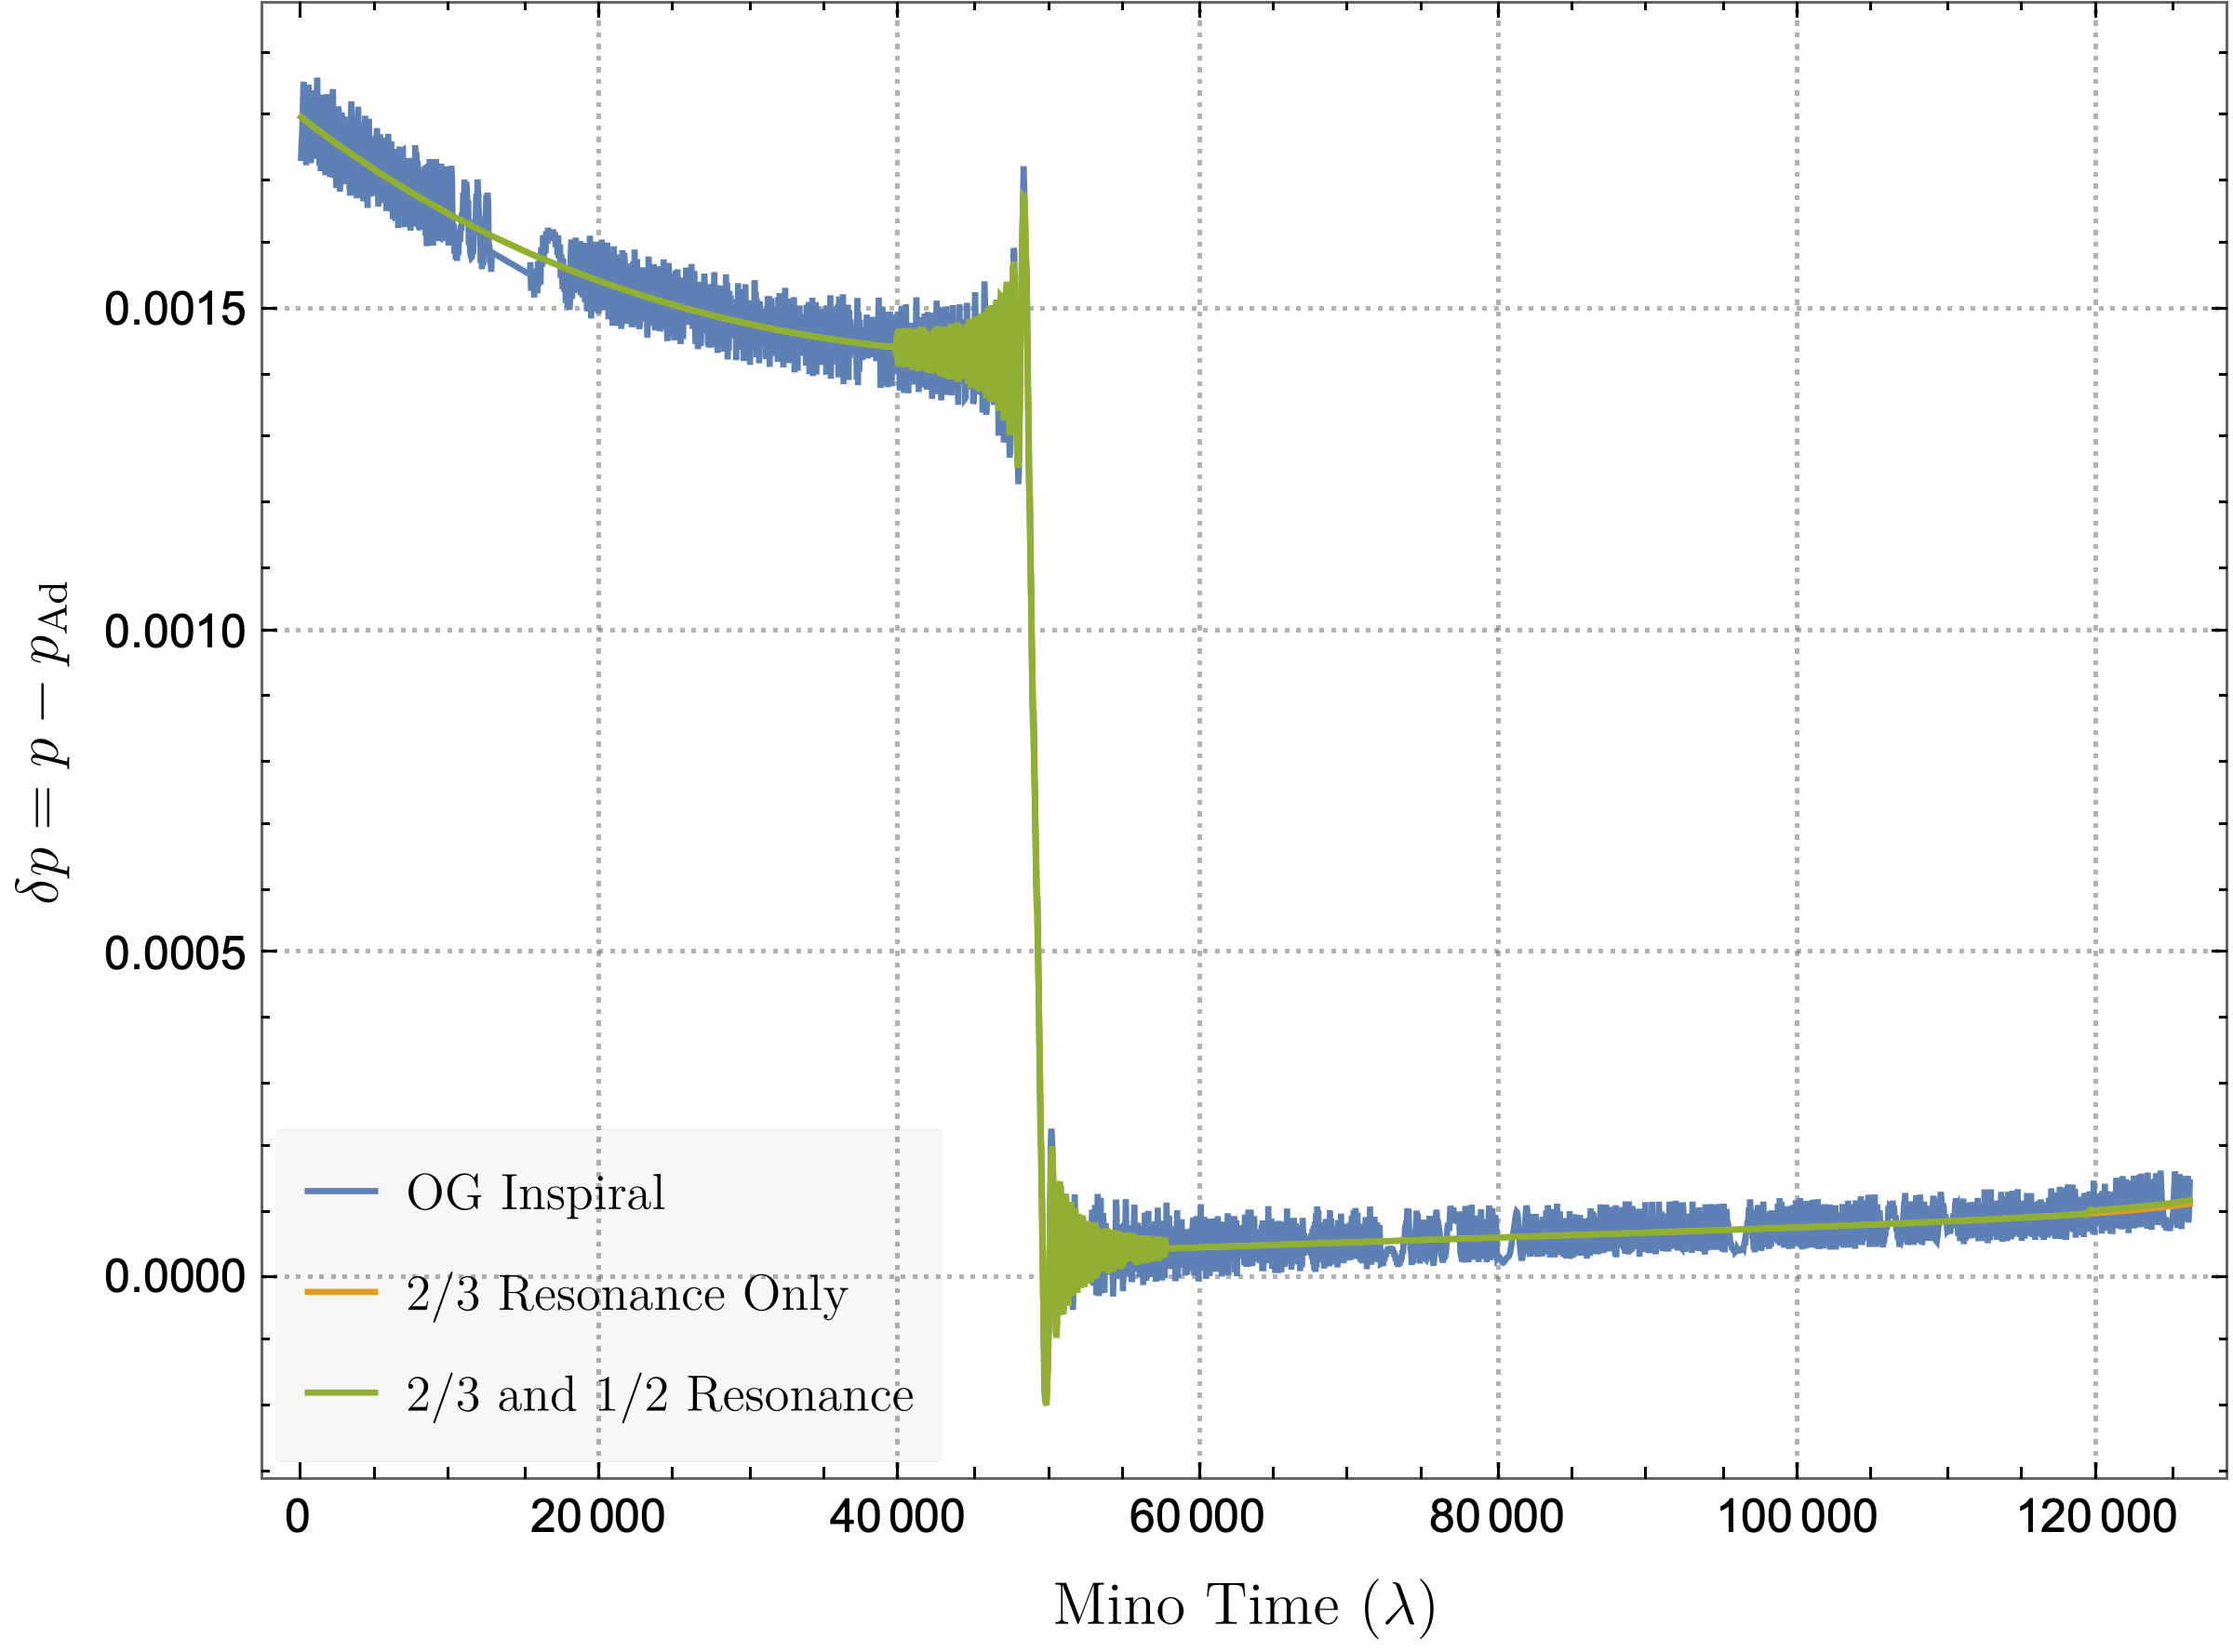 0.0015
0.0010
0.0005
0.0000
δp = p − p_Ad
OG Inspiral
2/3 Resonance Only
2/3 and 1/2 Resonance
0 20 000 40 000 60 000 80 000 100 000 120 000
Mino Time (λ)